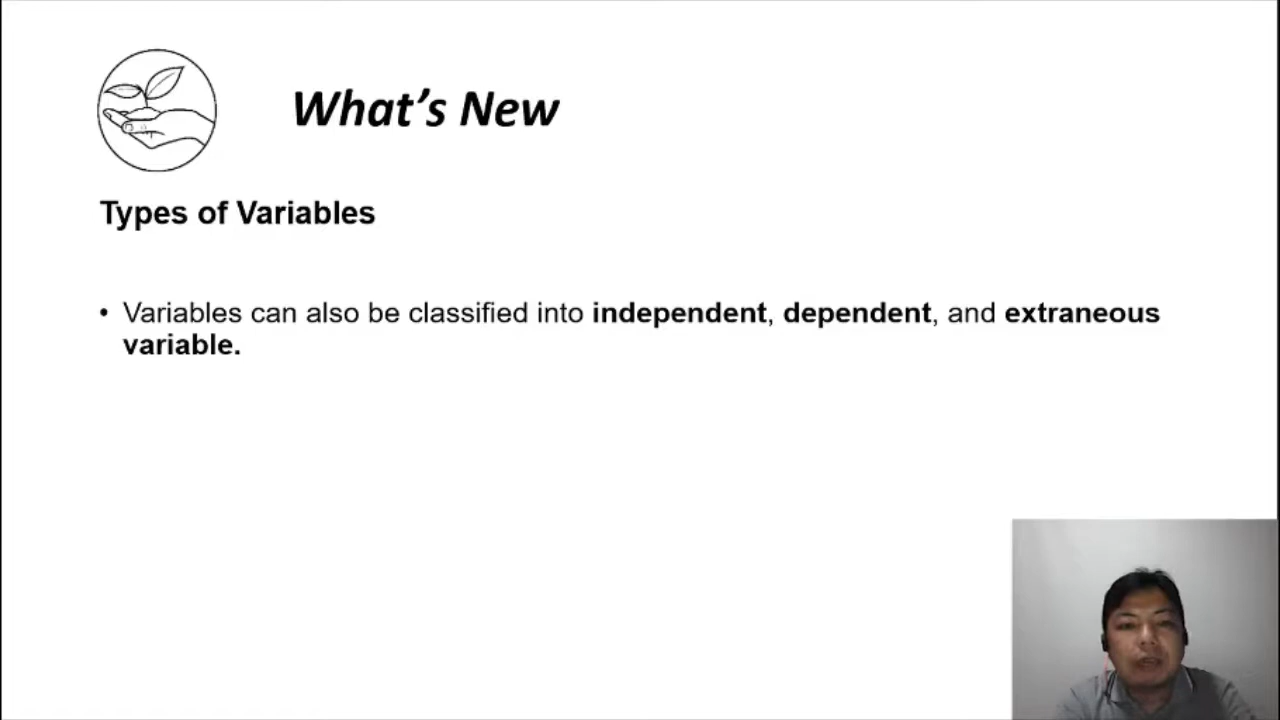 What's New
Types of Variables
• Variables can also be classified into independent, dependent, and extraneous
variable.